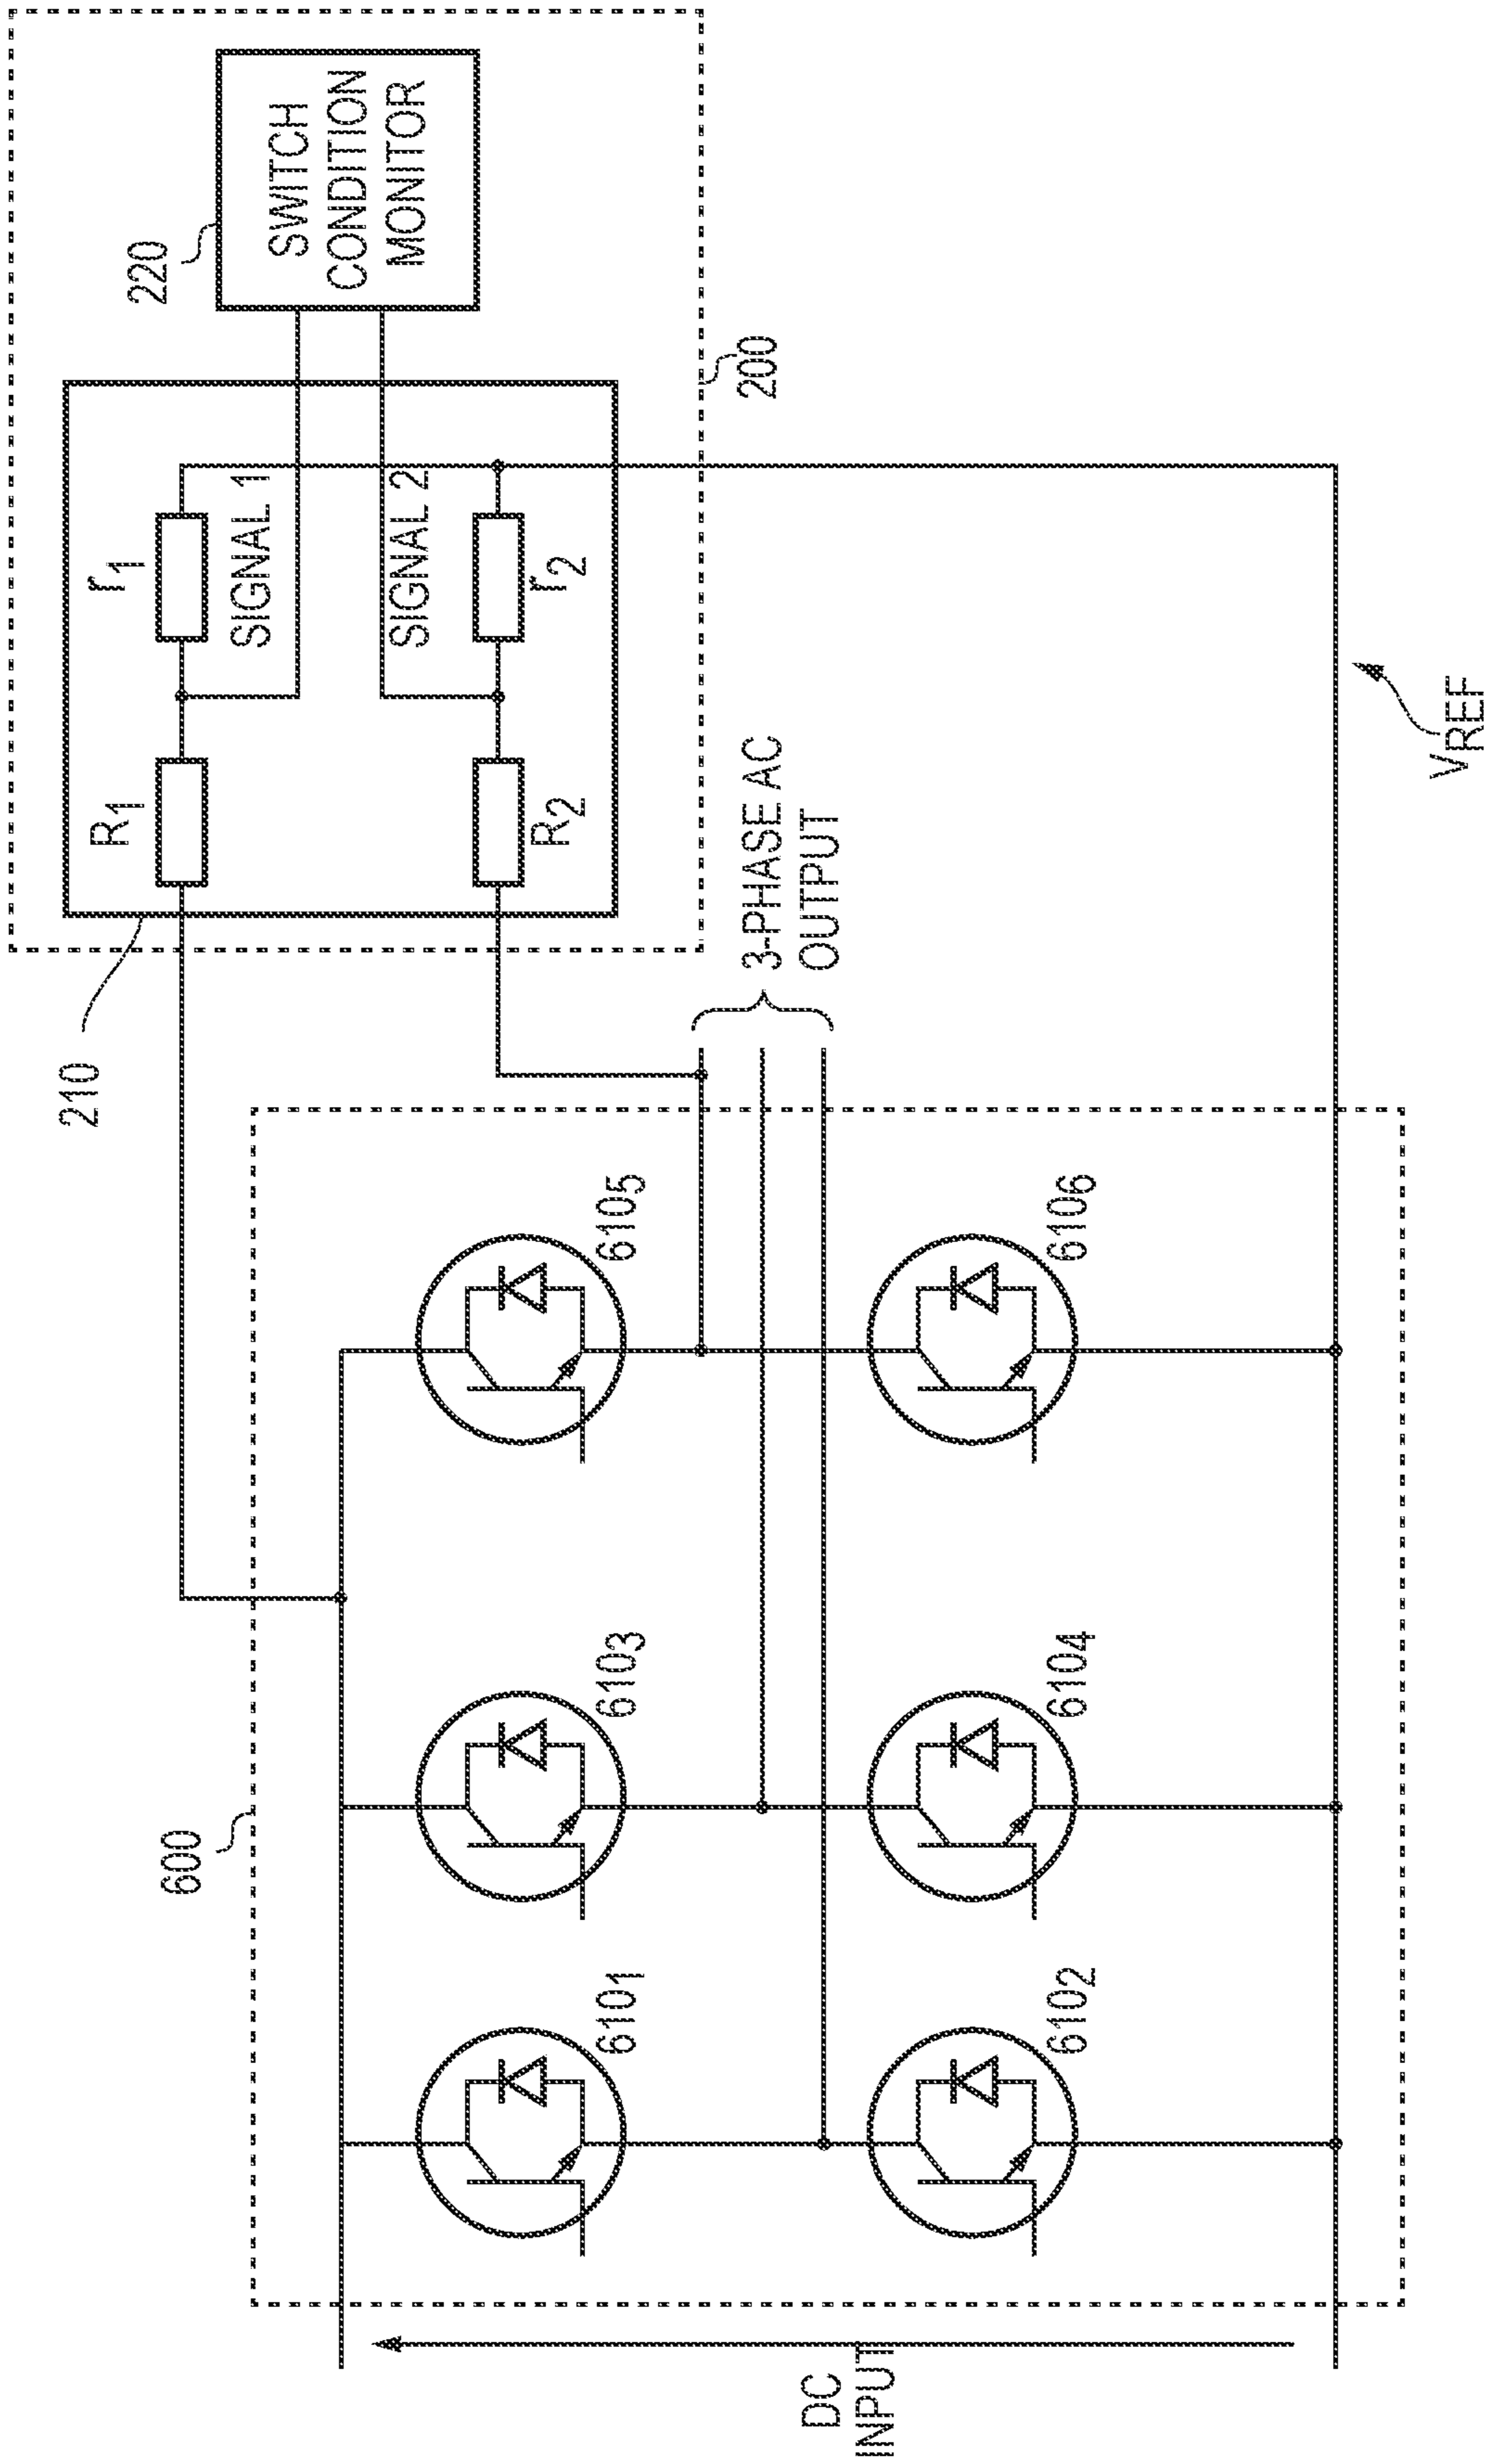 220
SWITCH
CONDITION
MONITOR
210
R1
r1
SIGNAL 1
SIGNAL 2
R2
r2
200
3-PHASE AC
OUTPUT
600
6101
6103
6105
6102
6104
6106
DC
INPUT
VREF